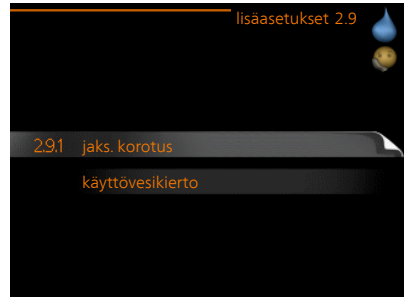 lisäasetukset 2.9
2.9.1 jaks. korotus
käyttövesikierto